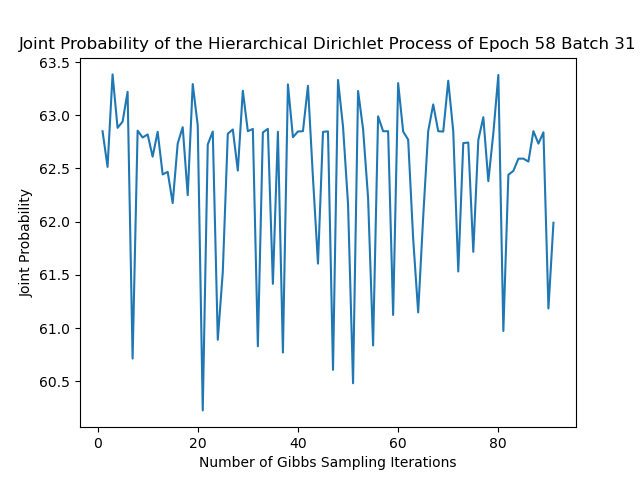 Joint Probability of the Hierarchical Dirichlet Process of Epoch 58 Batch 31
63.5
63.0
62.5
62.0
61.5
61.0
60.5
Joint Probability
0 20 40 60 80
Number of Gibbs Sampling Iterations